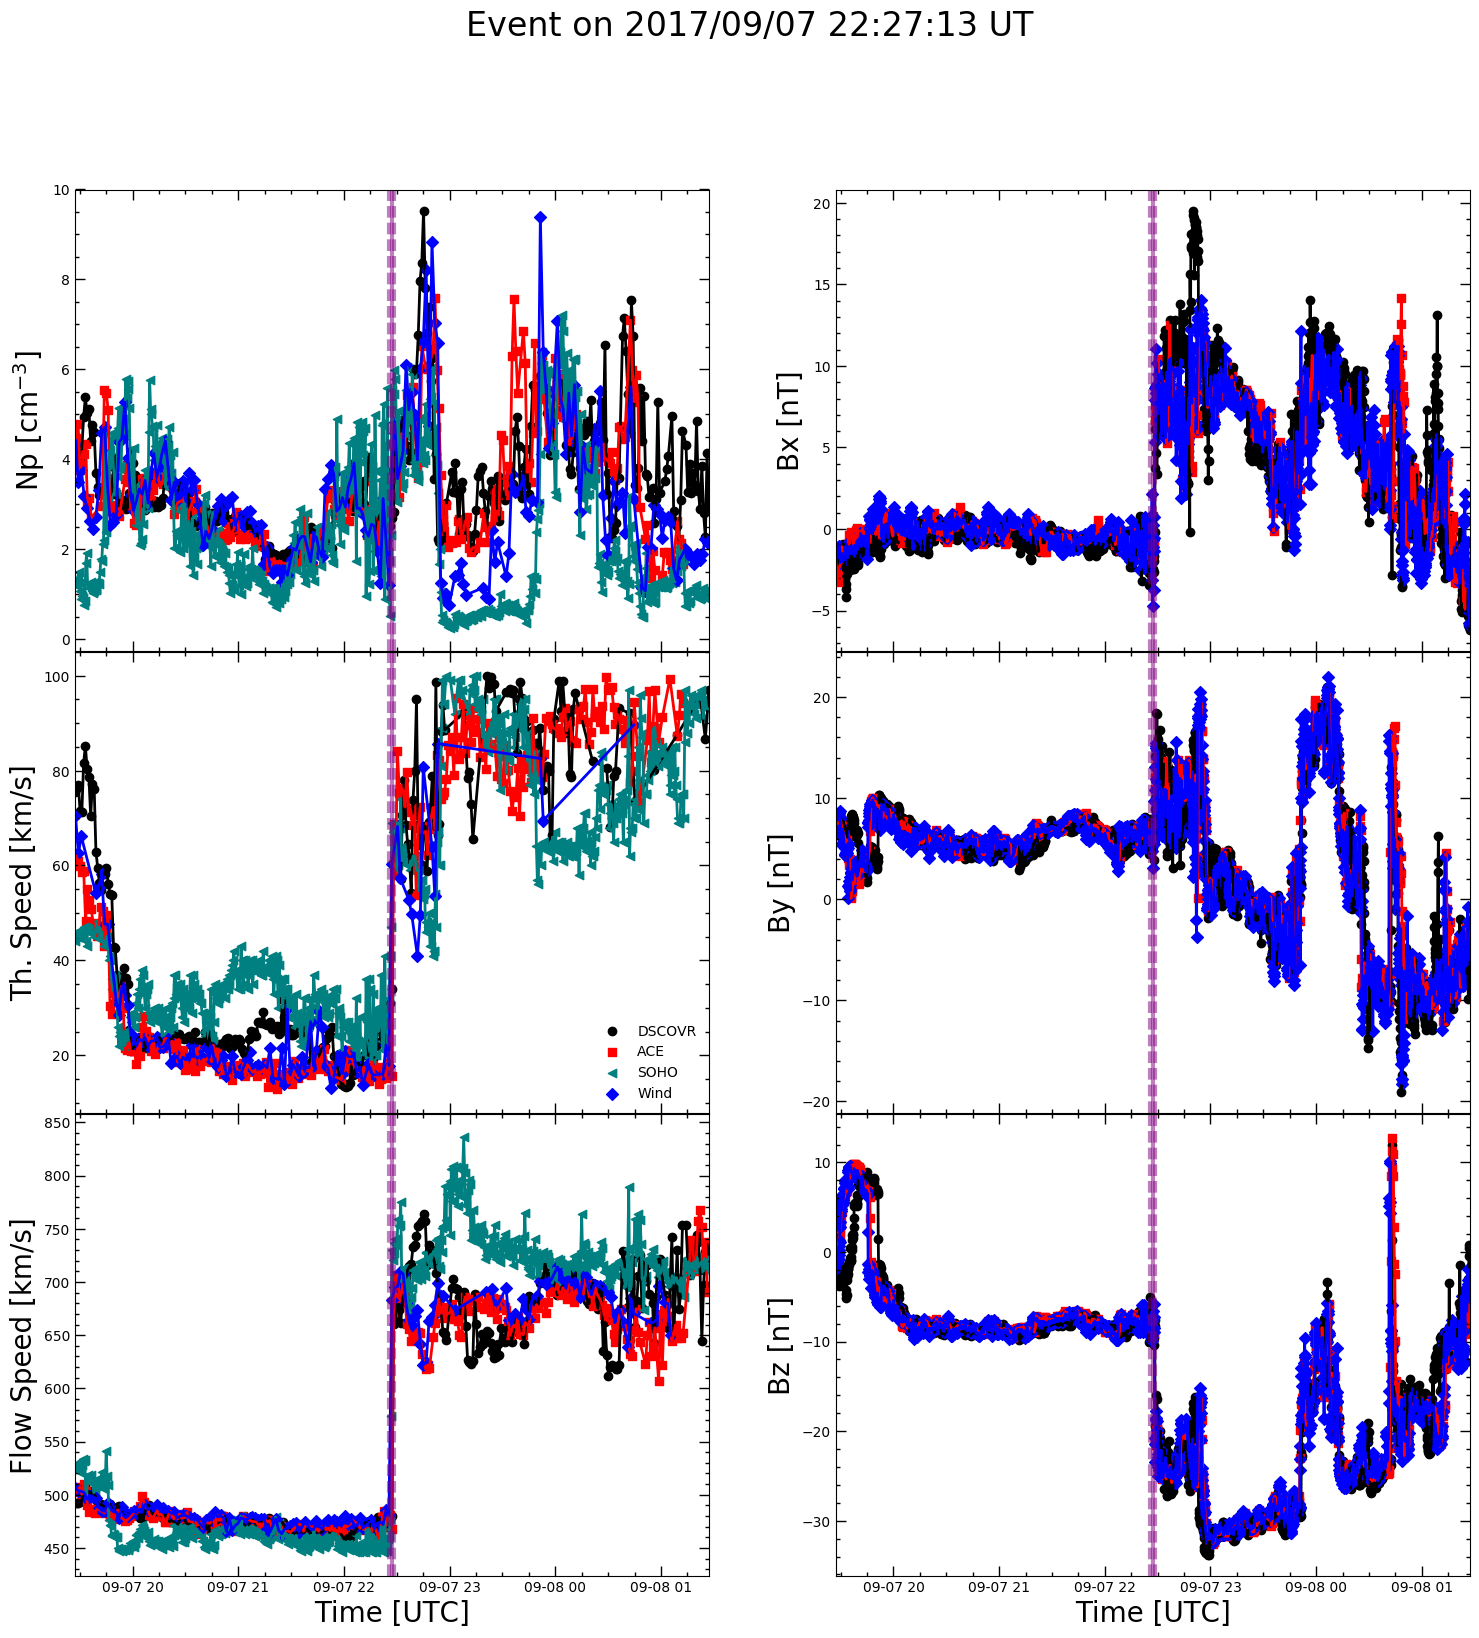 Event on 2017/09/07 22:27:13 UT
10
8
6
4
2
0
Np [cm⁻³]
20
15
10
5
0
−5
Bx [nT]
100
80
60
40
20
Th. Speed [km/s]
DSCOVR
ACE
SOHO
Wind
20
10
0
−10
−20
By [nT]
850
800
750
700
650
600
550
500
450
Flow Speed [km/s]
10
0
−10
−20
−30
Bz [nT]
09-07 20 09-07 21 09-07 22 09-07 23 09-08 00 09-08 01
Time [UTC]
09-07 20 09-07 21 09-07 22 09-07 23 09-08 00 09-08 01
Time [UTC]